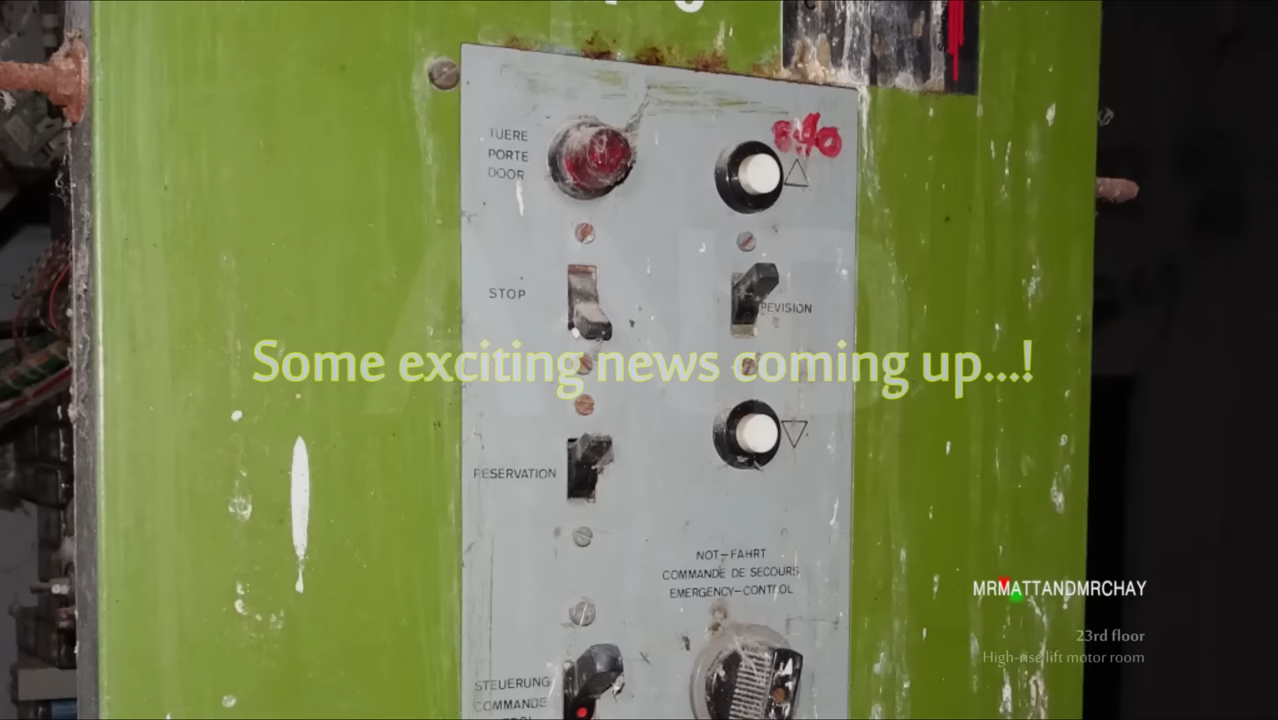 TUERE
PORTE
DOOR
STOP
REVISION
Some exciting news coming up...!
RESERVATION
NOT-FAHRT
COMMANDE DE SECOURS
EMERGENCY-CONTROL
MRMATTANDMRCHAY
23rd floor
High-rise lift motor room
STEUERUNG
COMMANDE